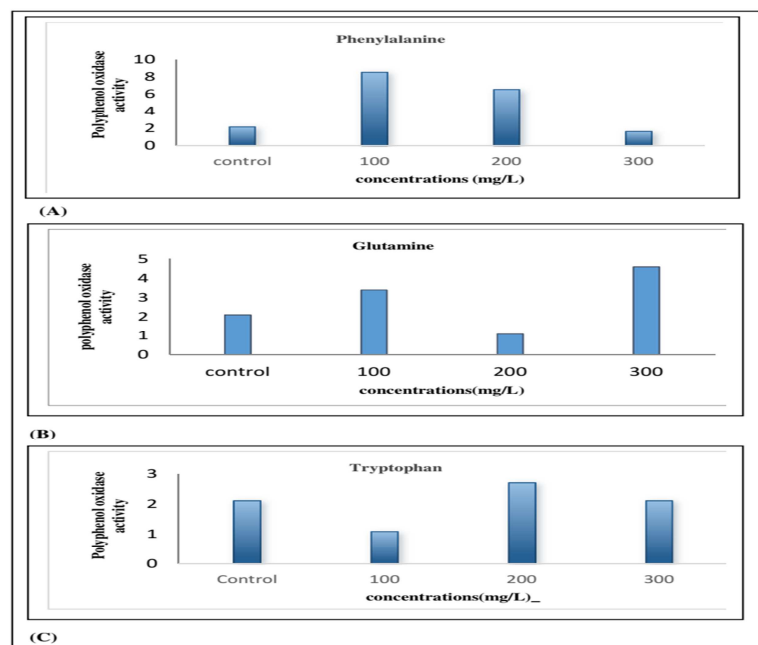 Phenylalanine
Polyphenol oxidase
activity
10
8
6
4
2
0
control 100 200 300
concentrations (mg/L)
(A)
Glutamine
polyphenol oxidase
activity
5
4
3
2
1
0
control 100 200 300
concentrations(mg/L)
(B)
Tryptophan
Polyphenol oxidase
activity
3
2
1
0
Control 100 200 300
concentrations(mg/L)_
(C)